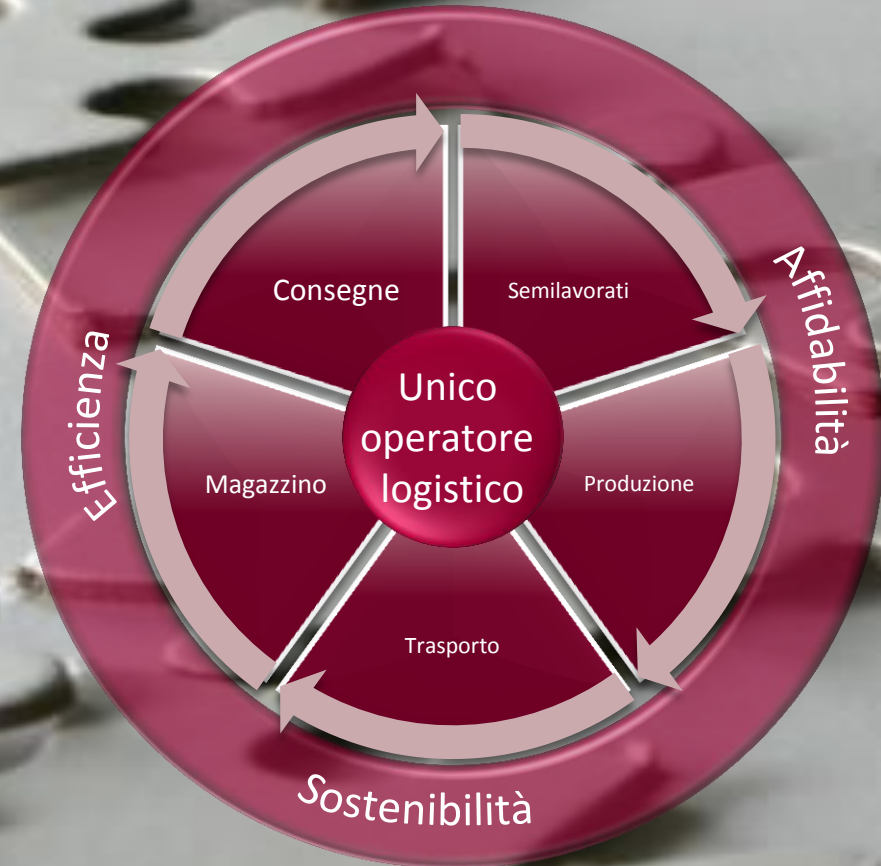 Consegne
Semilavorati
Affidabilità
Efficienza
Unico
operatore
logistico
Magazzino
Produzione
Trasporto
Sostenibilità